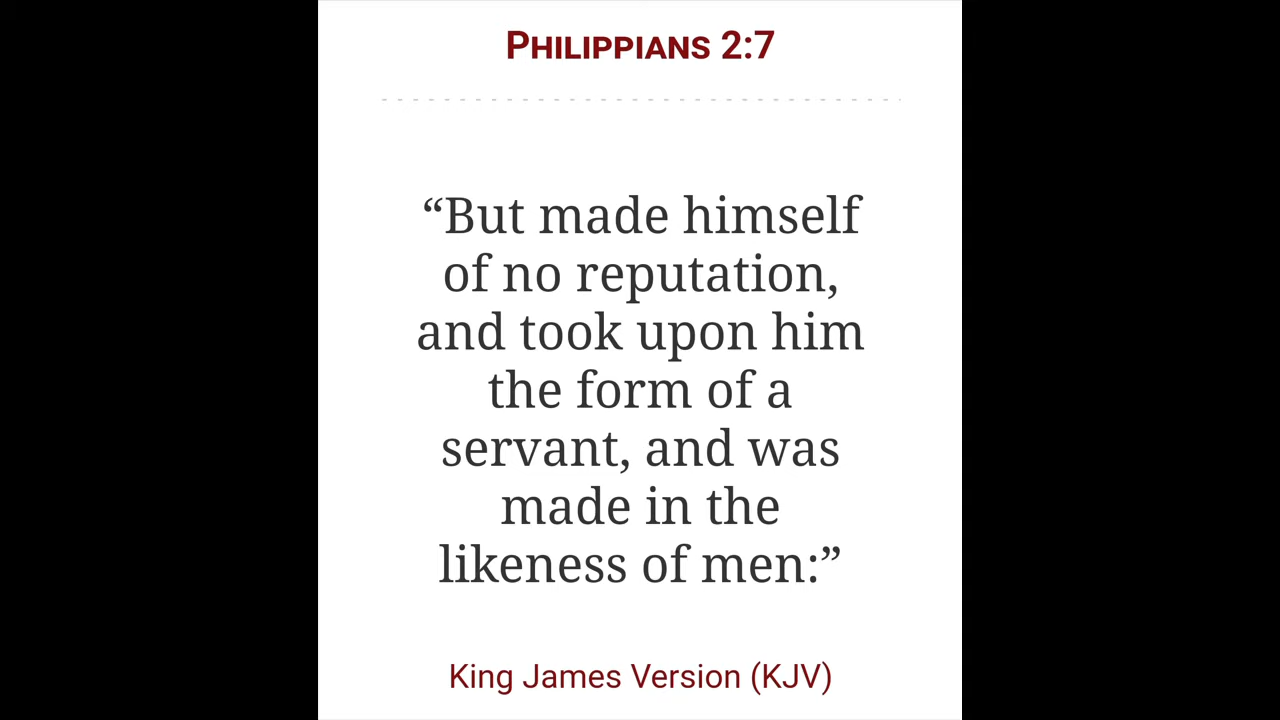 Philippians 2:7
“But made himself
of no reputation,
and took upon him
the form of a
servant, and was
made in the
likeness of men:”
King James Version (KJV)